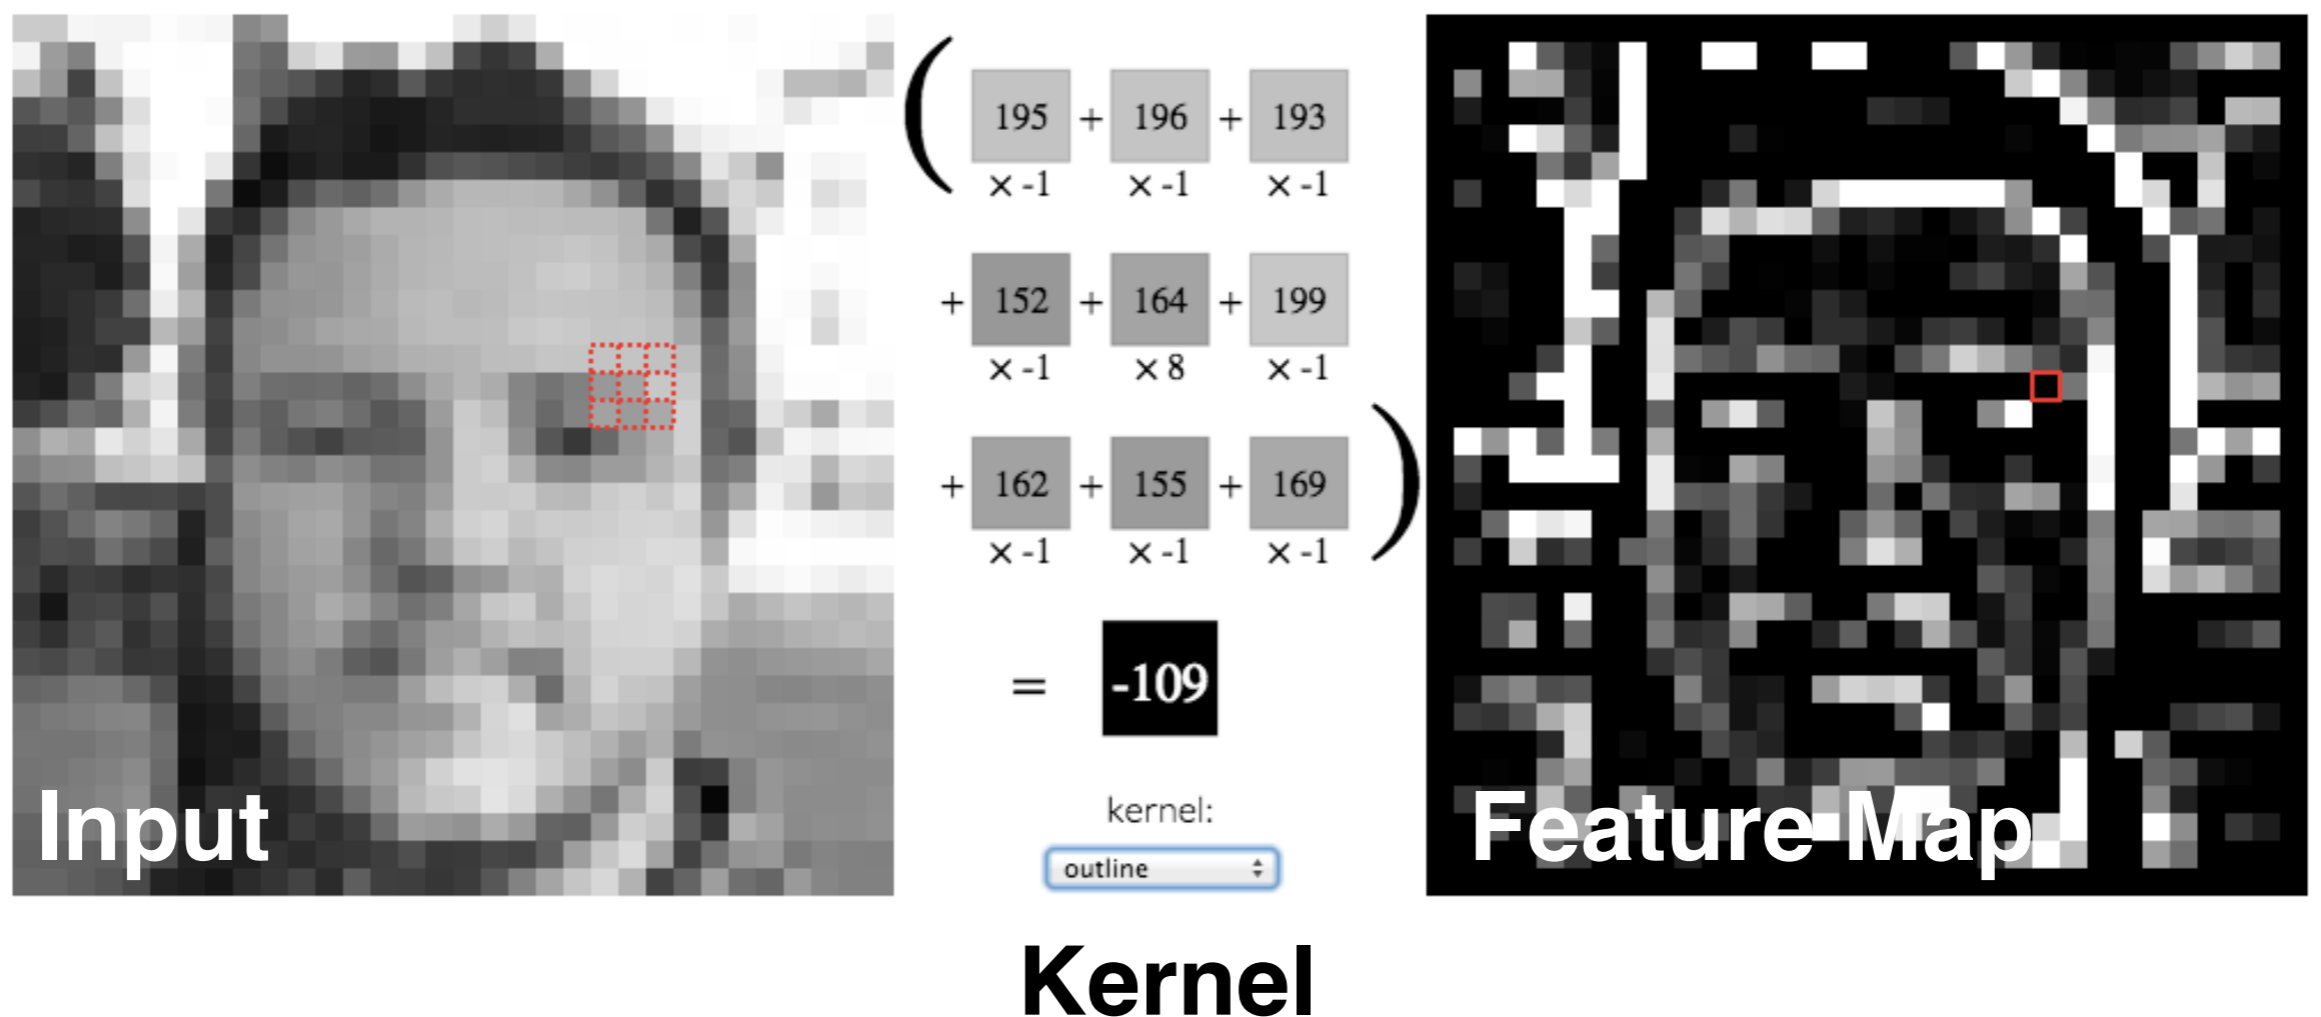 ( 195 + 196 + 193
× -1 × -1 × -1
+ 152 + 164 + 199
× -1 × 8 × -1
+ 162 + 155 + 169 )
× -1 × -1 × -1
= -109
kernel:
outline
Input
Feature Map
Kernel